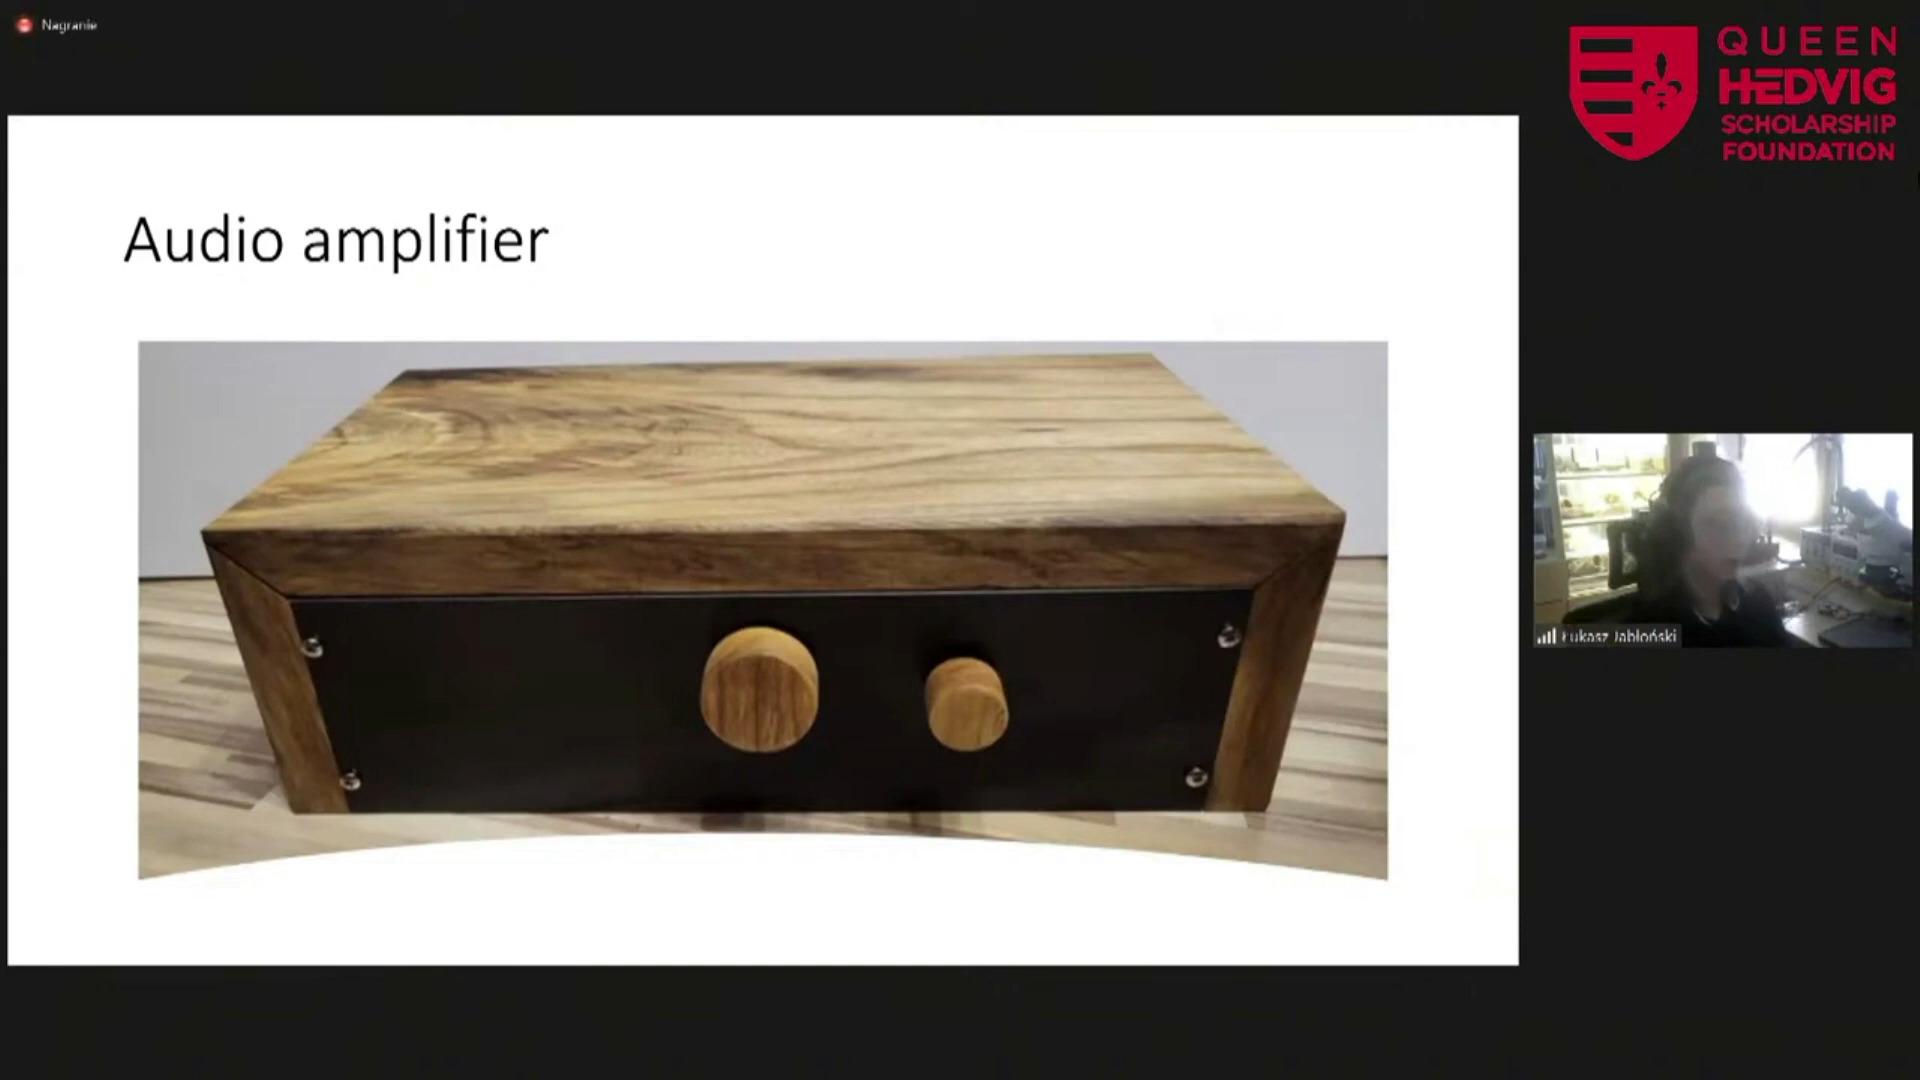 Nagranie
QUEEN
HEDVIG
SCHOLARSHIP
FOUNDATION
Audio amplifier
Łukasz Jabłoński